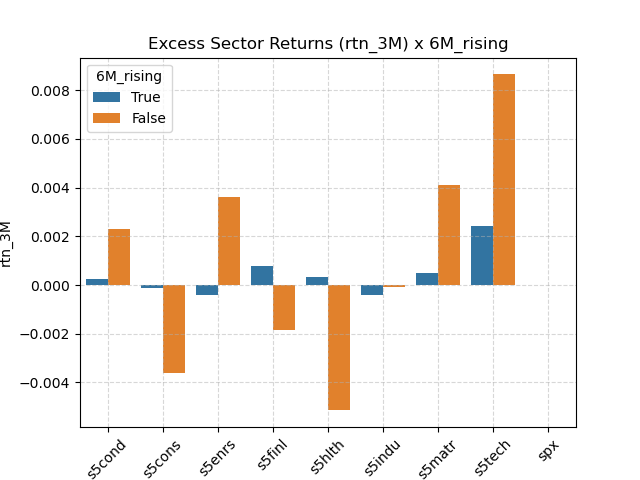 Excess Sector Returns (rtn_3M) x 6M_rising
6M_rising
True
False
rtn_3M
0.008
0.006
0.004
0.002
0.000
−0.002
−0.004
s5cond
s5cons
s5enrs
s5finl
s5hlth
s5indu
s5matr
s5tech
spx